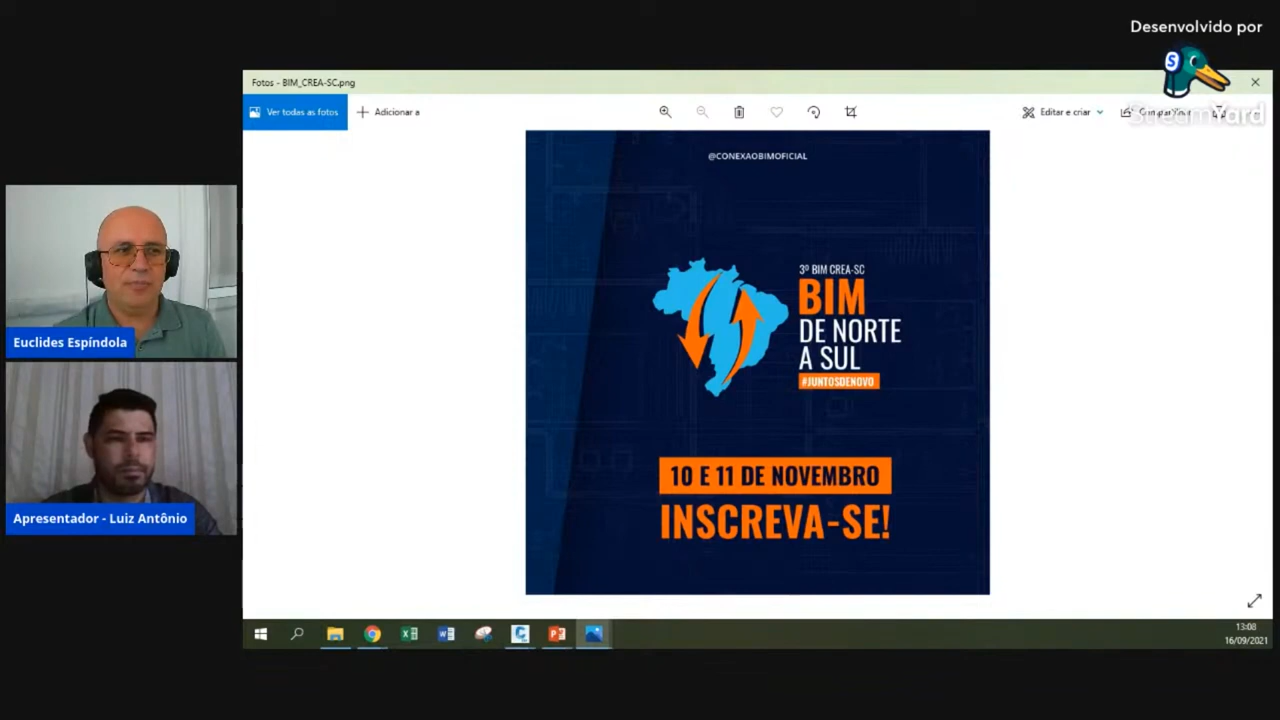 Desenvolvido por
S
StreamYard
Fotos - BIM_CREA-SC.png
Ver todas as fotos
Adicionar a
Editar e criar
@CONEXAOBIMOFICIAL
3º BIM CREA-SC
BIM
DE NORTE
A SUL
#JUNTOSDENOVO
10 E 11 DE NOVEMBRO
INSCREVA-SE!
Euclides Espíndola
Apresentador - Luiz Antônio
13:08
16/09/2021